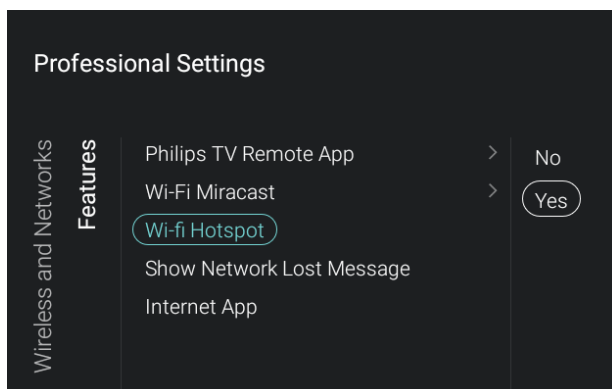 Professional Settings
Wireless and Networks
Features
Philips TV Remote App
Wi-Fi Miracast
Wi-fi Hotspot
Show Network Lost Message
Internet App
No
Yes